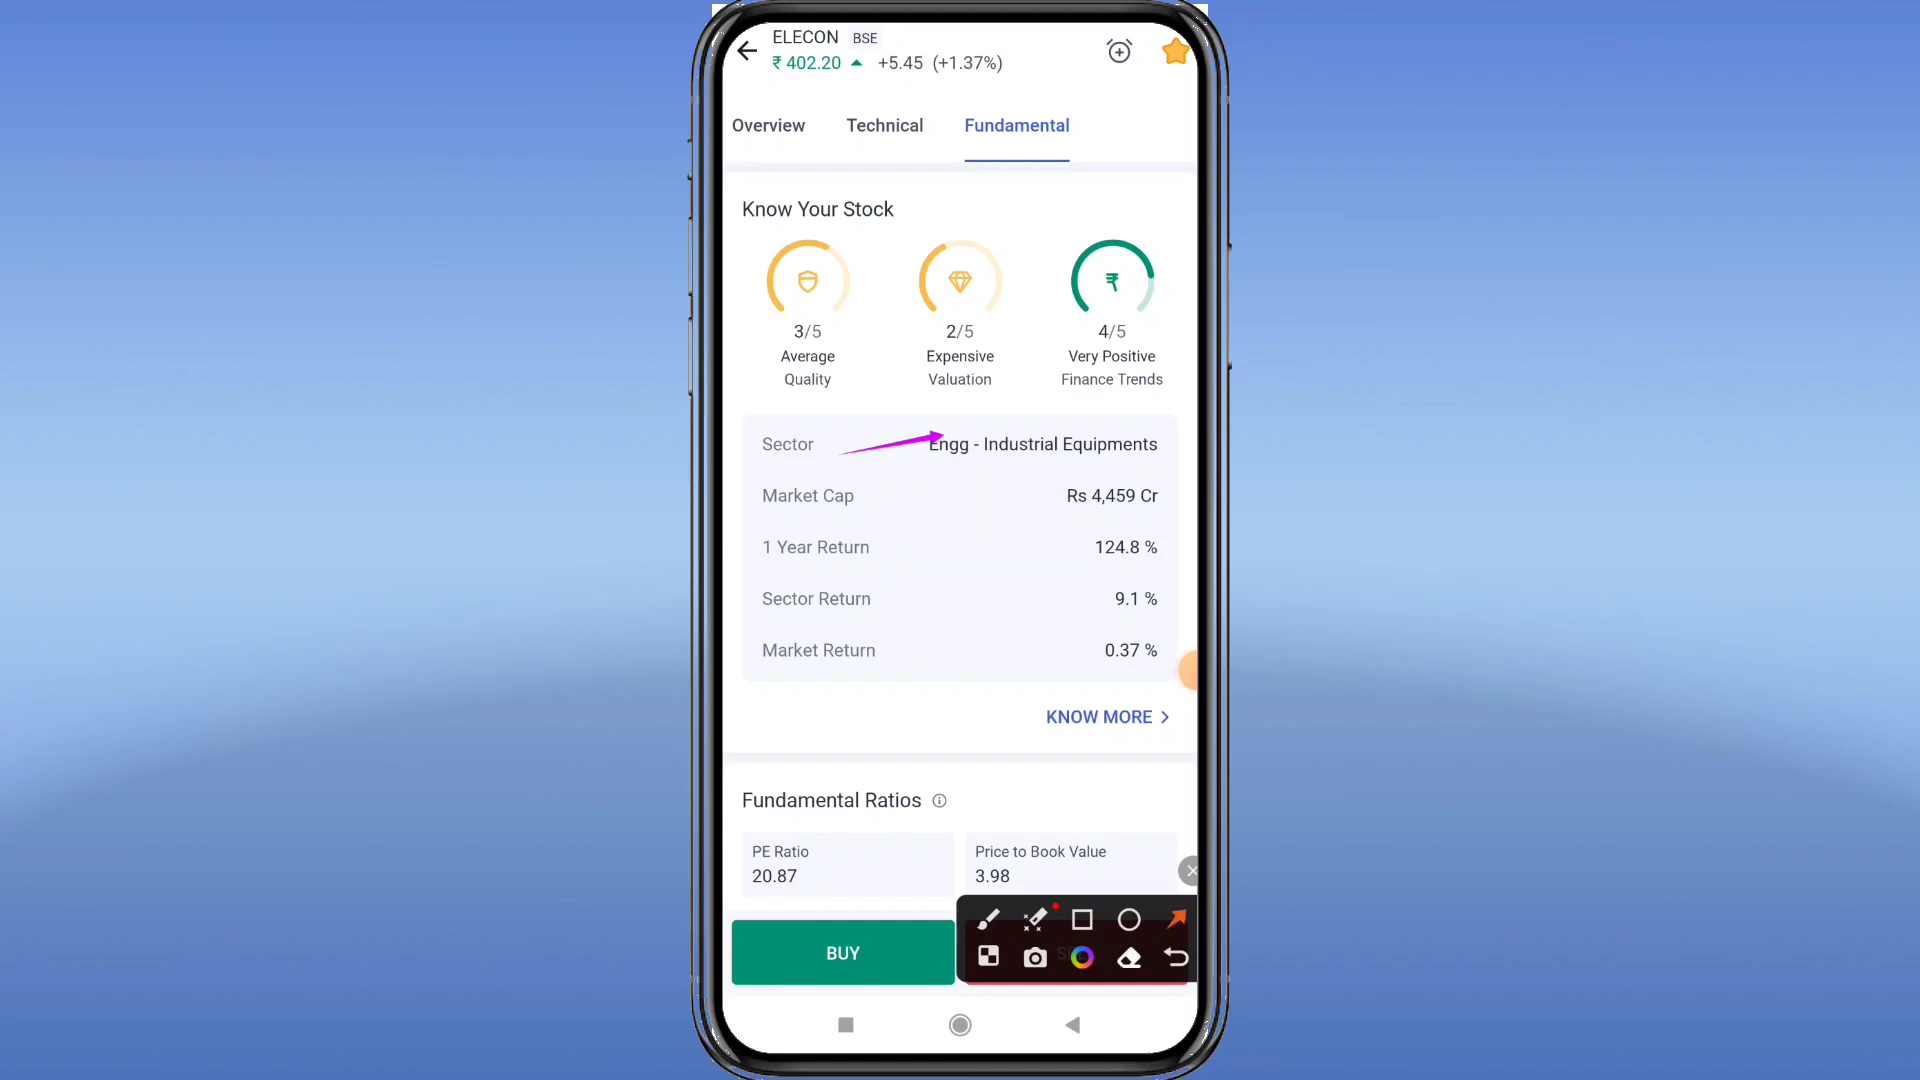 ELECON BSE
₹ 402.20 +5.45 (+1.37%)
Overview Technical Fundamental
Know Your Stock
3/5 2/5 4/5
Average Expensive Very Positive
Quality Valuation Finance Trends
Sector Engg - Industrial Equipments
Market Cap Rs 4,459 Cr
1 Year Return 124.8 %
Sector Return 9.1 %
Market Return 0.37 %
KNOW MORE
Fundamental Ratios
PE Ratio Price to Book Value
20.87 3.98
BUY